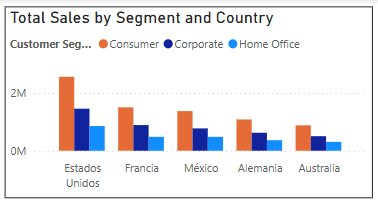 Total Sales by Segment and Country
Customer Seg... Consumer Corporate Home Office
2M
0M
Estados Unidos Francia México Alemania Australia